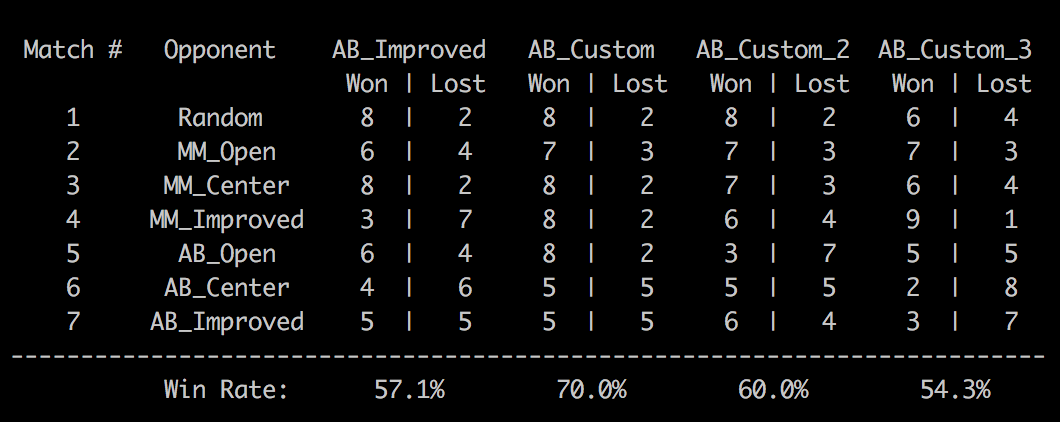 Match # Opponent AB_Improved AB_Custom AB_Custom_2 AB_Custom_3
Won | Lost Won | Lost Won | Lost Won | Lost
1 Random 8 | 2 8 | 2 8 | 2 6 | 4
2 MM_Open 6 | 4 7 | 3 7 | 3 7 | 3
3 MM_Center 8 | 2 8 | 2 7 | 3 6 | 4
4 MM_Improved 3 | 7 8 | 2 6 | 4 9 | 1
5 AB_Open 6 | 4 8 | 2 3 | 7 5 | 5
6 AB_Center 4 | 6 5 | 5 5 | 5 2 | 8
7 AB_Improved 5 | 5 5 | 5 6 | 4 3 | 7
--------------------------------------------------------------------------
Win Rate: 57.1% 70.0% 60.0% 54.3%